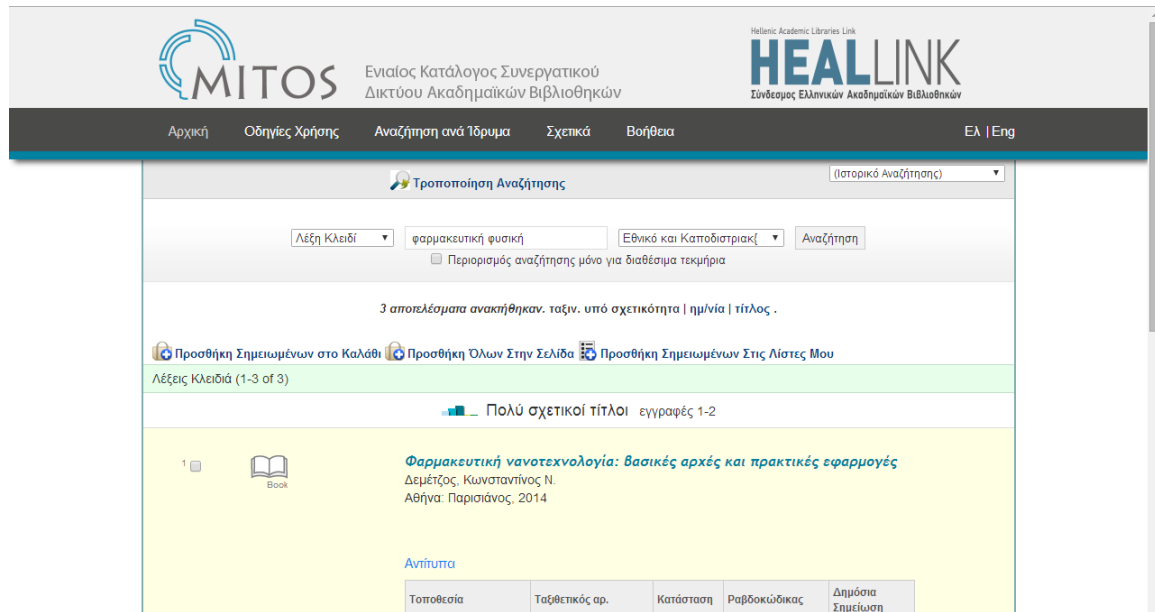 MITOS
Ενιαίος Κατάλογος Συνεργατικού
Δικτύου Ακαδημαϊκών Βιβλιοθηκών
Hellenic Academic Libraries Link
HEALLINK
Σύνδεσμος Ελληνικών Ακαδημαϊκών Βιβλιοθηκών
Αρχική Οδηγίες Χρήσης Αναζήτηση ανά Ίδρυμα Σχετικά Βοήθεια Ελ | Eng
Τροποποίηση Αναζήτησης (Ιστορικό Αναζήτησης)
Λέξη Κλειδί φαρμακευτική φυσική Εθνικό και Καποδιστριακ[ Αναζήτηση
Περιορισμός αναζήτησης μόνο για διαθέσιμα τεκμήρια
3 αποτελέσματα ανακτήθηκαν. ταξιν. υπό σχετικότητα | ημ/νία | τίτλος .
Προσθήκη Σημειωμένων στο Καλάθι Προσθήκη Όλων Στην Σελίδα Προσθήκη Σημειωμένων Στις Λίστες Μου
Λέξεις Κλειδιά (1-3 of 3)
Πολύ σχετικοί τίτλοι εγγραφές 1-2
1 Book
Φαρμακευτική νανοτεχνολογία: βασικές αρχές και πρακτικές εφαρμογές
Δεμέτζος, Κωνσταντίνος Ν.
Αθήνα: Παρισιάνος, 2014
Αντίτυπα
Τοποθεσία Ταξιθετικός αρ. Κατάσταση Ραβδοκώδικας Δημόσια Σημείωση